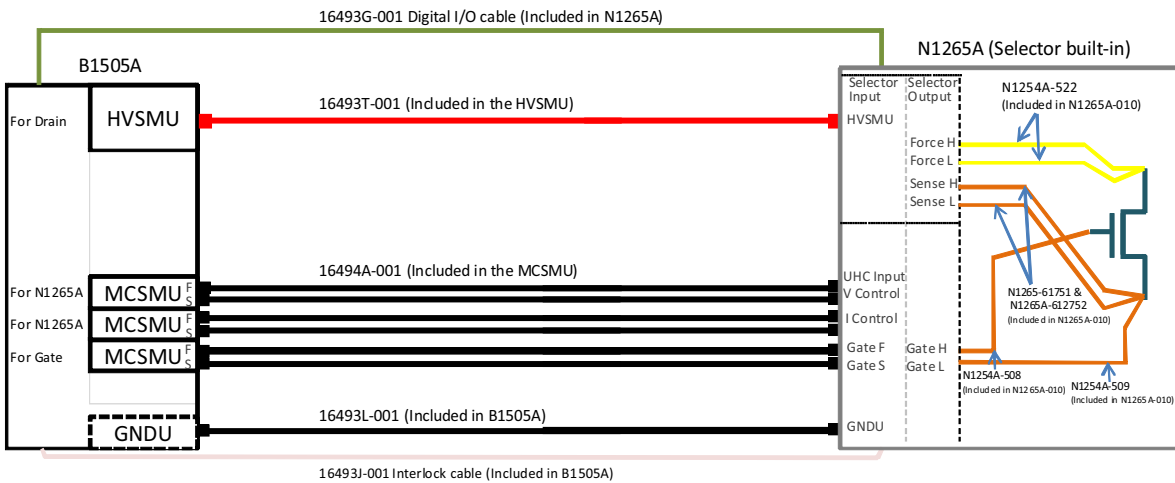 16493G-001 Digital I/O cable (Included in N1265A)
N1265A (Selector built-in)
B1505A
Selector Input
Selector Output
N1254A-522
(Included in N1265A-010)
16493T-001 (Included in the HVSMU)
For Drain
HVSMU
HVSMU
Force H
Force L
Sense H
Sense L
16494A-001 (Included in the MCSMU)
UHC Input
V Control
For N1265A
MCSMU
F
S
N1265-61751 &
N1265A-612752
(Included in N1265A-010)
For N1265A
MCSMU
F
S
I Control
For Gate
MCSMU
F
S
Gate F
Gate H
Gate S
Gate L
N1254A-508
(Included in N1265A-010)
N1254A-509
(Included in N1265A-010)
16493L-001 (Included in B1505A)
GNDU
GNDU
16493J-001 Interlock cable (Included in B1505A)